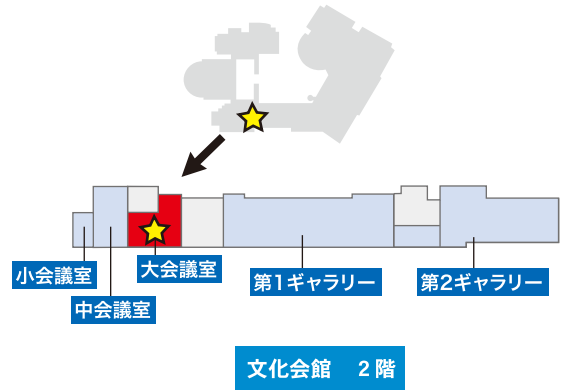 小会議室
大会議室
中会議室
第1ギャラリー
第2ギャラリー
文化会館　2階